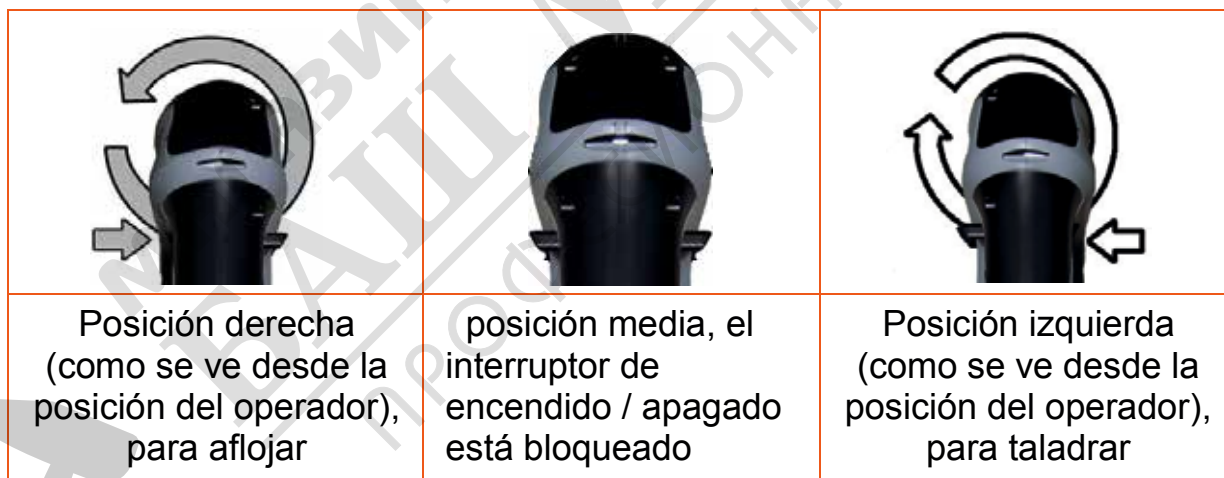 Posición derecha
(como se ve desde la
posición del operador),
para aflojar
posición media, el
interruptor de
encendido / apagado
está bloqueado
Posición izquierda
(como se ve desde la
posición del operador),
para taladrar
БАШ